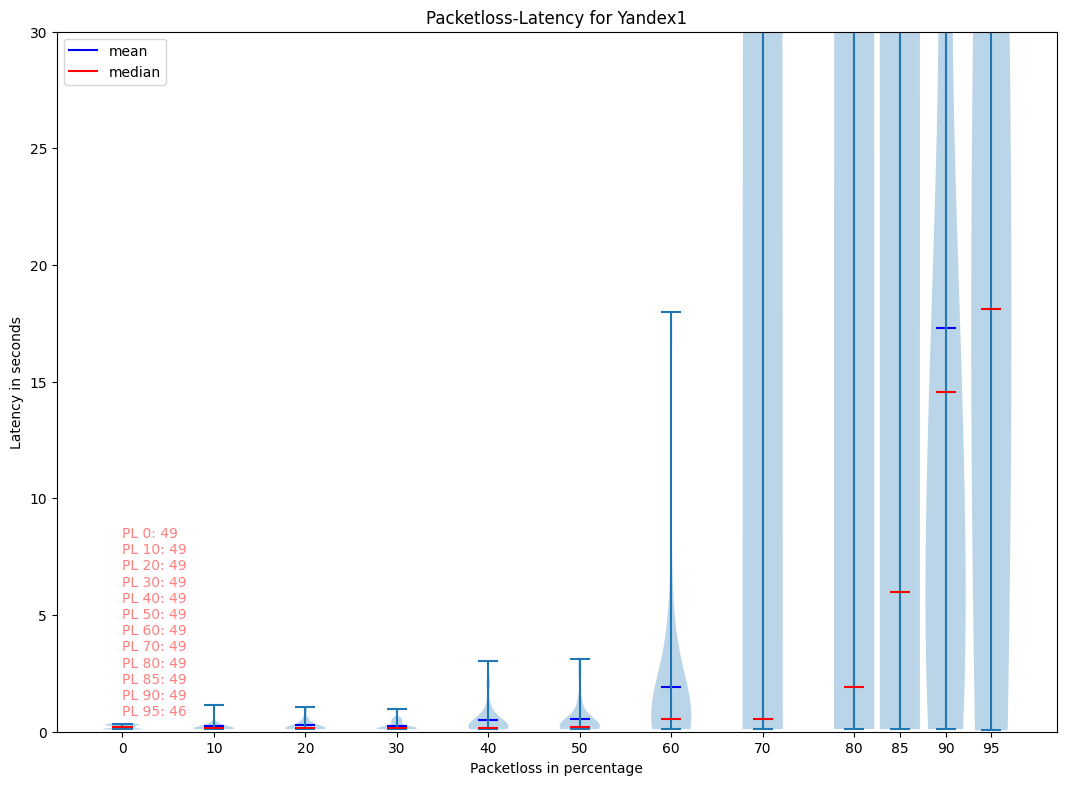 Packetloss-Latency for Yandex1
mean
median
30
25
20
15
10
5
0
Latency in seconds
PL 0: 49
PL 10: 49
PL 20: 49
PL 30: 49
PL 40: 49
PL 50: 49
PL 60: 49
PL 70: 49
PL 80: 49
PL 85: 49
PL 90: 49
PL 95: 46
0 10 20 30 40 50 60 70 80 85 90 95
Packetloss in percentage